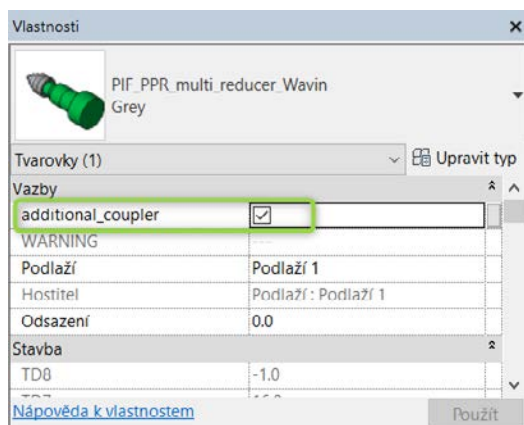 Vlastnosti
PIF_PPR_multi_reducer_Wavin
Grey
Tvarovky (1) Upravit typ
Vazby
additional_coupler
WARNING ---
Podlaží Podlaží 1
Hostitel Podlaží : Podlaží 1
Odsazení 0.0
Stavba
TD8 -1.0
Nápověda k vlastnostem Použít